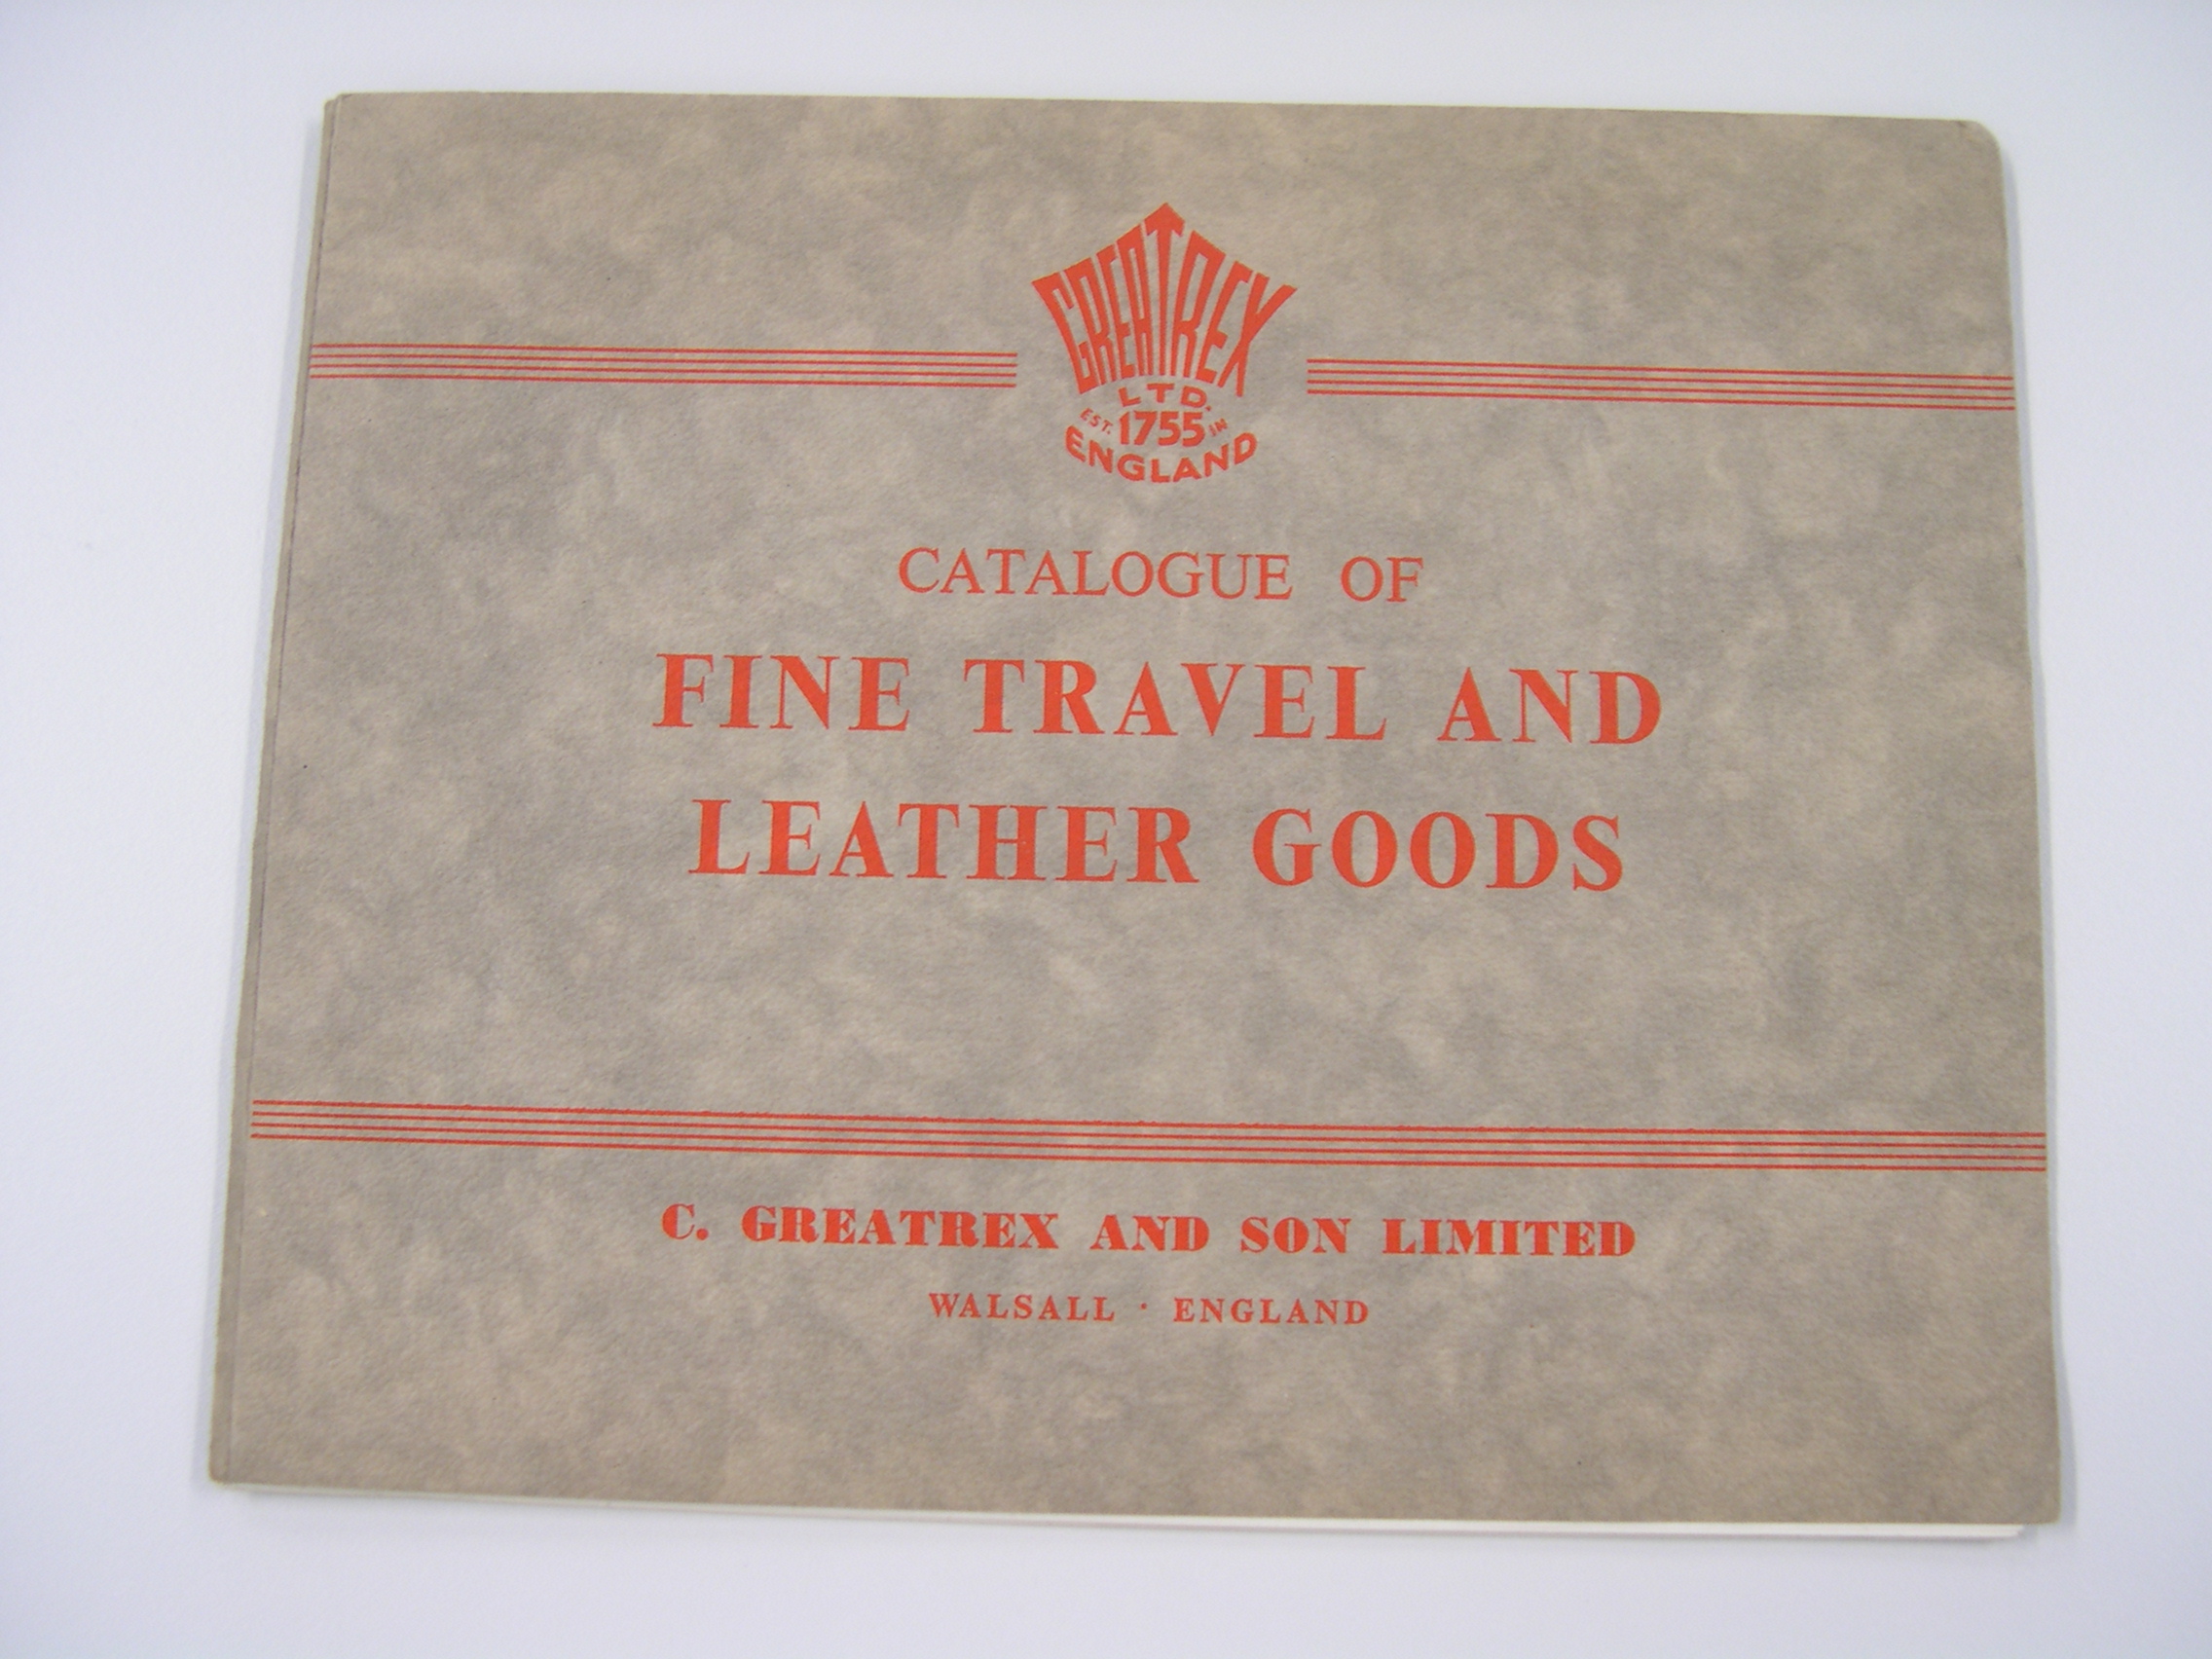 GREATREX
LTD.
EST. 1755 IN
ENGLAND
CATALOGUE OF
FINE TRAVEL AND
LEATHER GOODS
C. GREATREX AND SON LIMITED
WALSALL · ENGLAND